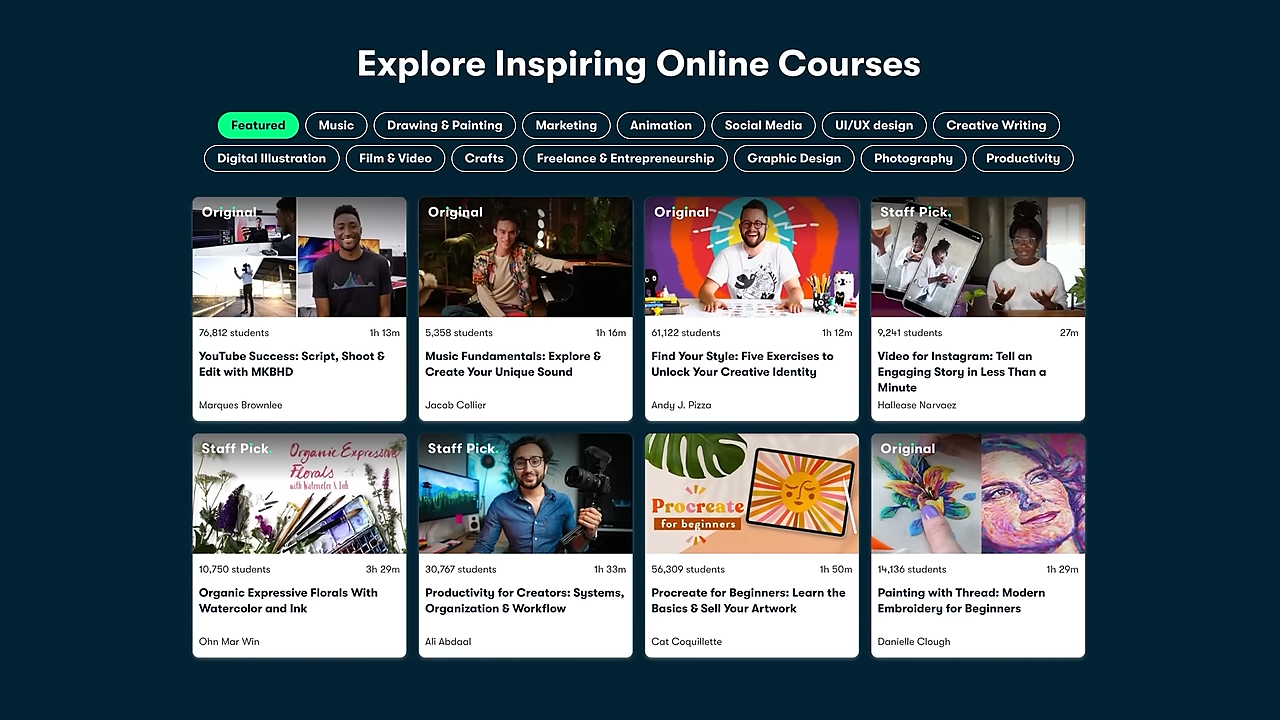 Explore Inspiring Online Courses
Featured Music Drawing & Painting Marketing Animation Social Media UI/UX design Creative Writing
Digital Illustration Film & Video Crafts Freelance & Entrepreneurship Graphic Design Photography Productivity
Original
76,812 students 1h 13m
YouTube Success: Script, Shoot &
Edit with MKBHD
Marques Brownlee
Original
5,358 students 1h 16m
Music Fundamentals: Explore &
Create Your Unique Sound
Jacob Collier
Original
61,122 students 1h 12m
Find Your Style: Five Exercises to
Unlock Your Creative Identity
Andy J. Pizza
Staff Pick.
9,241 students 27m
Video for Instagram: Tell an
Engaging Story in Less Than a
Minute
Hallease Narvaez
Staff Pick.
Organic Expressive
Florals
with Watercolor & Ink
10,750 students 3h 29m
Organic Expressive Florals With
Watercolor and Ink
Ohn Mar Win
Staff Pick.
30,767 students 1h 33m
Productivity for Creators: Systems,
Organization & Workflow
Ali Abdaal
Procreate
for beginners
56,309 students 1h 50m
Procreate for Beginners: Learn the
Basics & Sell Your Artwork
Cat Coquillette
Original
14,136 students 1h 29m
Painting with Thread: Modern
Embroidery for Beginners
Danielle Clough